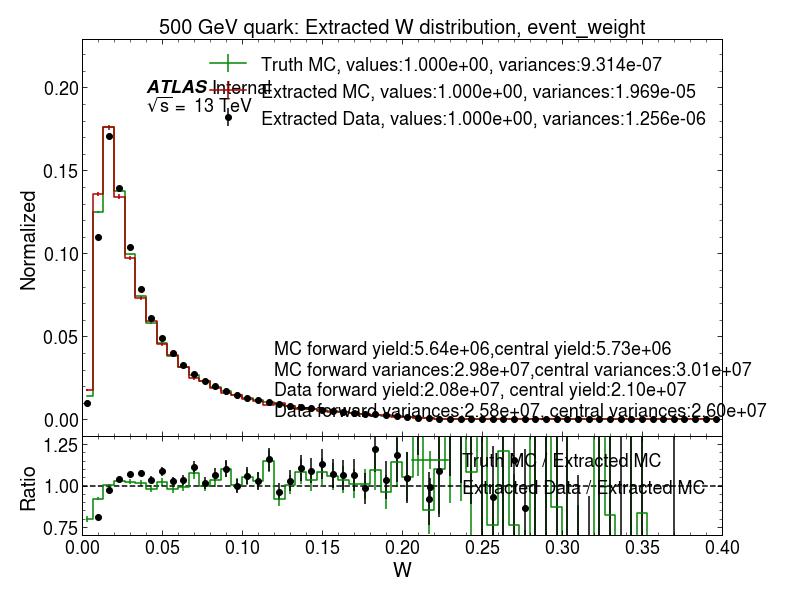 500 GeV quark: Extracted W distribution, event_weight
Truth MC, values:1.000e+00, variances:9.314e-07
ATLAS Internal
Extracted MC, values:1.000e+00, variances:1.969e-05
√s = 13 TeV
Extracted Data, values:1.000e+00, variances:1.256e-06
0.20
0.15
0.10
0.05
0.00
Normalized
MC forward yield:5.64e+06,central yield:5.73e+06
MC forward variances:2.98e+07,central variances:3.01e+07
Data forward yield:2.08e+07, central yield:2.10e+07
Data forward variances:2.58e+07, central variances:2.60e+07
1.25
1.00
0.75
Ratio
Truth MC / Extracted MC
Extracted Data / Extracted MC
0.00 0.05 0.10 0.15 0.20 0.25 0.30 0.35 0.40
W